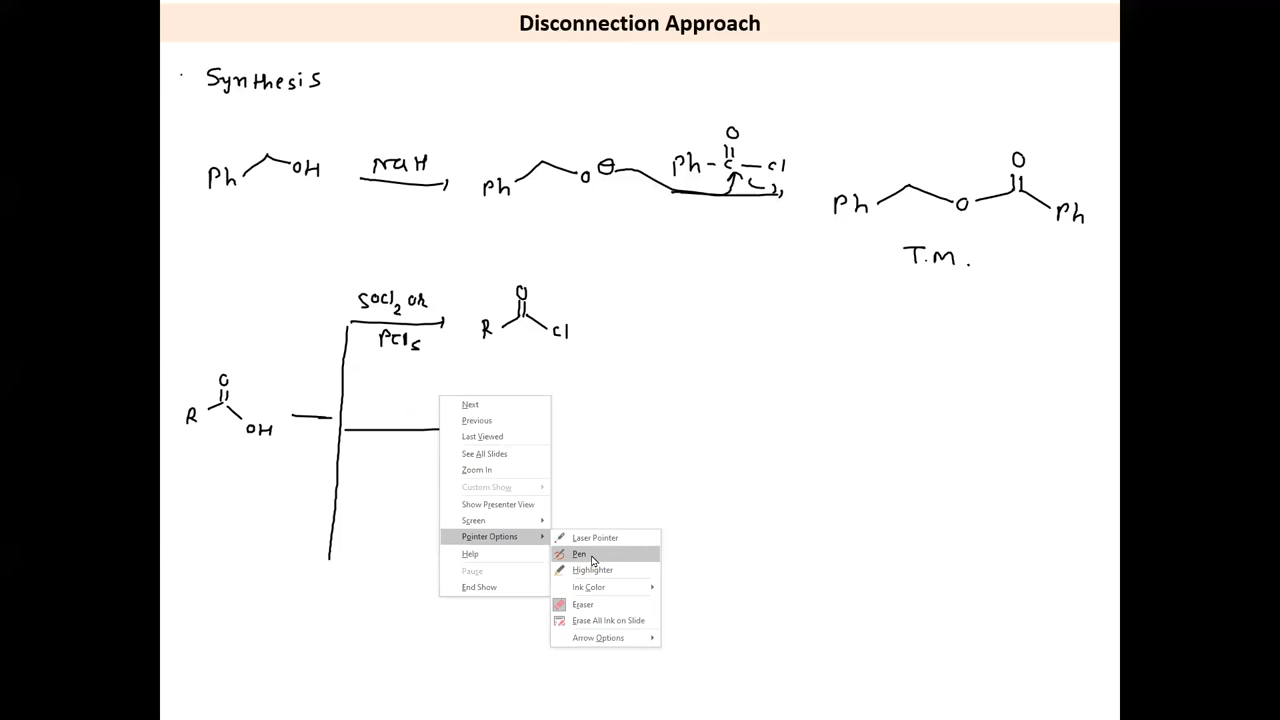 Disconnection Approach
Synthesis
Ph OH NaH Ph O ⊖ Ph - C - Cl O Ph O O Ph
T.M.
SOCl2 or
PCl5
R O Cl
R O OH
Next
Previous
Last Viewed
See All Slides
Zoom In
Custom Show
Show Presenter View
Screen
Pointer Options
Help
Pause
End Show
Laser Pointer
Pen
Highlighter
Ink Color
Eraser
Erase All Ink on Slide
Arrow Options